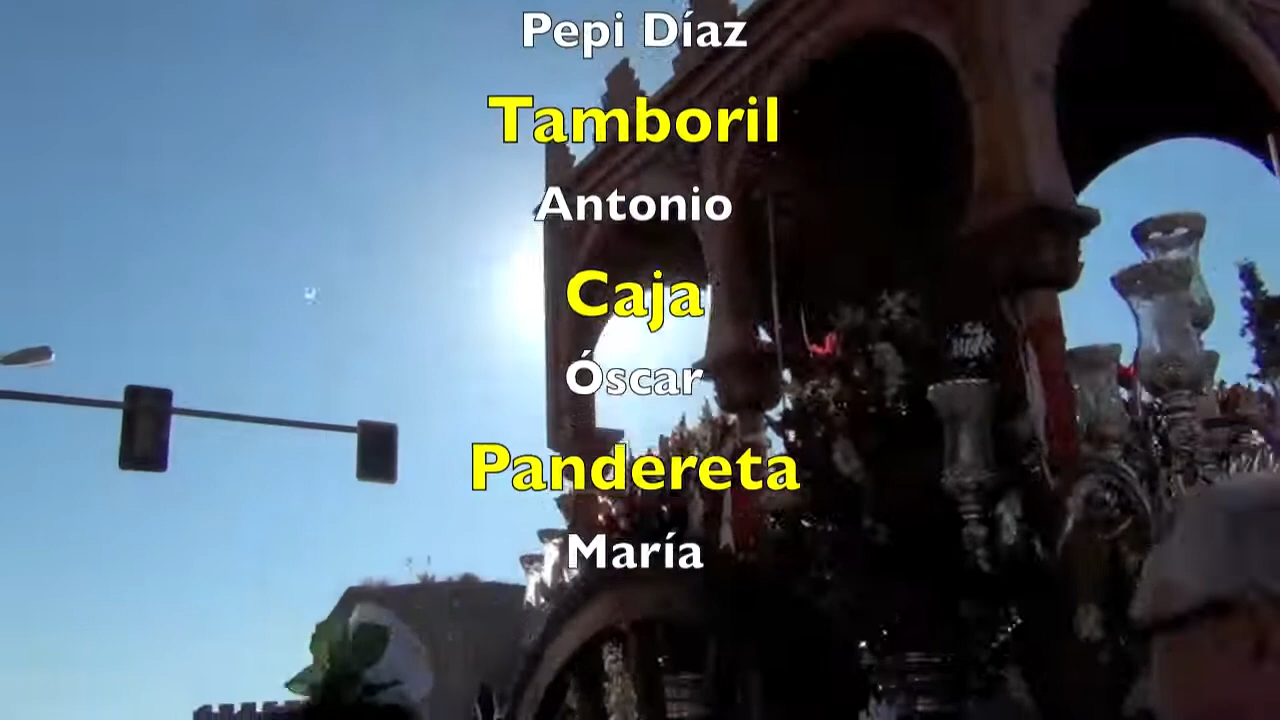 Pepi Díaz
Tamboril
Antonio
Caja
Óscar
Pandereta
María